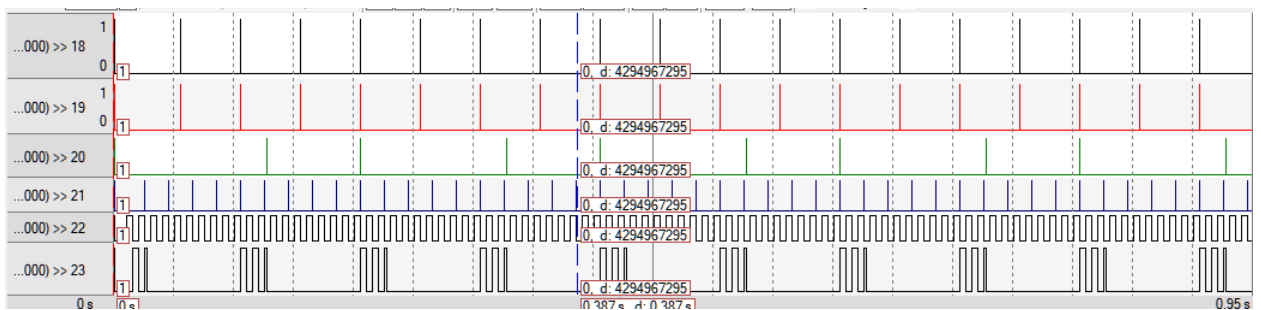 1
...000) >> 18
0
1
0, d: 4294967295
1
...000) >> 19
0
1
0, d: 4294967295
...000) >> 20
1
0, d: 4294967295
...000) >> 21
1
0, d: 4294967295
...000) >> 22
1
0, d: 4294967295
...000) >> 23
1
0, d: 4294967295
0 s
0 s
0.387 s, d: 0.387 s
0.95 s